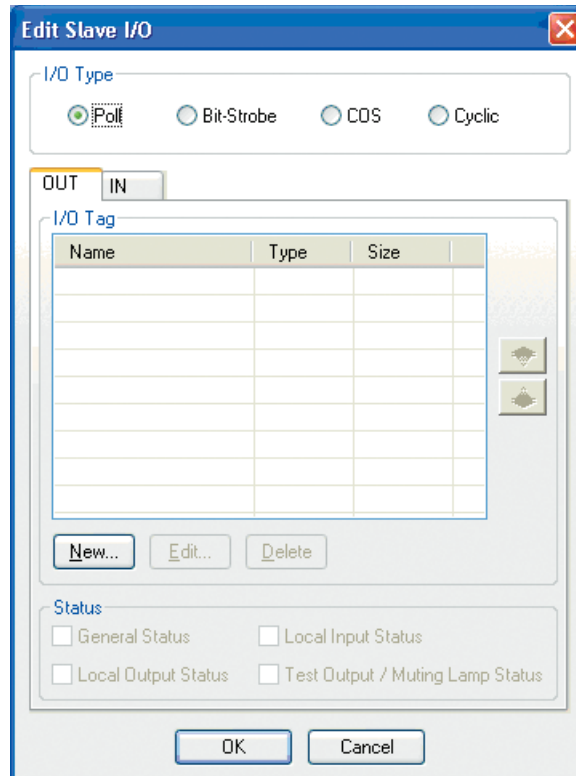 Edit Slave I/O
I/O Type
Poll Bit-Strobe COS Cyclic
OUT IN
I/O Tag
Name Type Size
New... Edit... Delete
Status
General Status Local Input Status
Local Output Status Test Output / Muting Lamp Status
OK Cancel